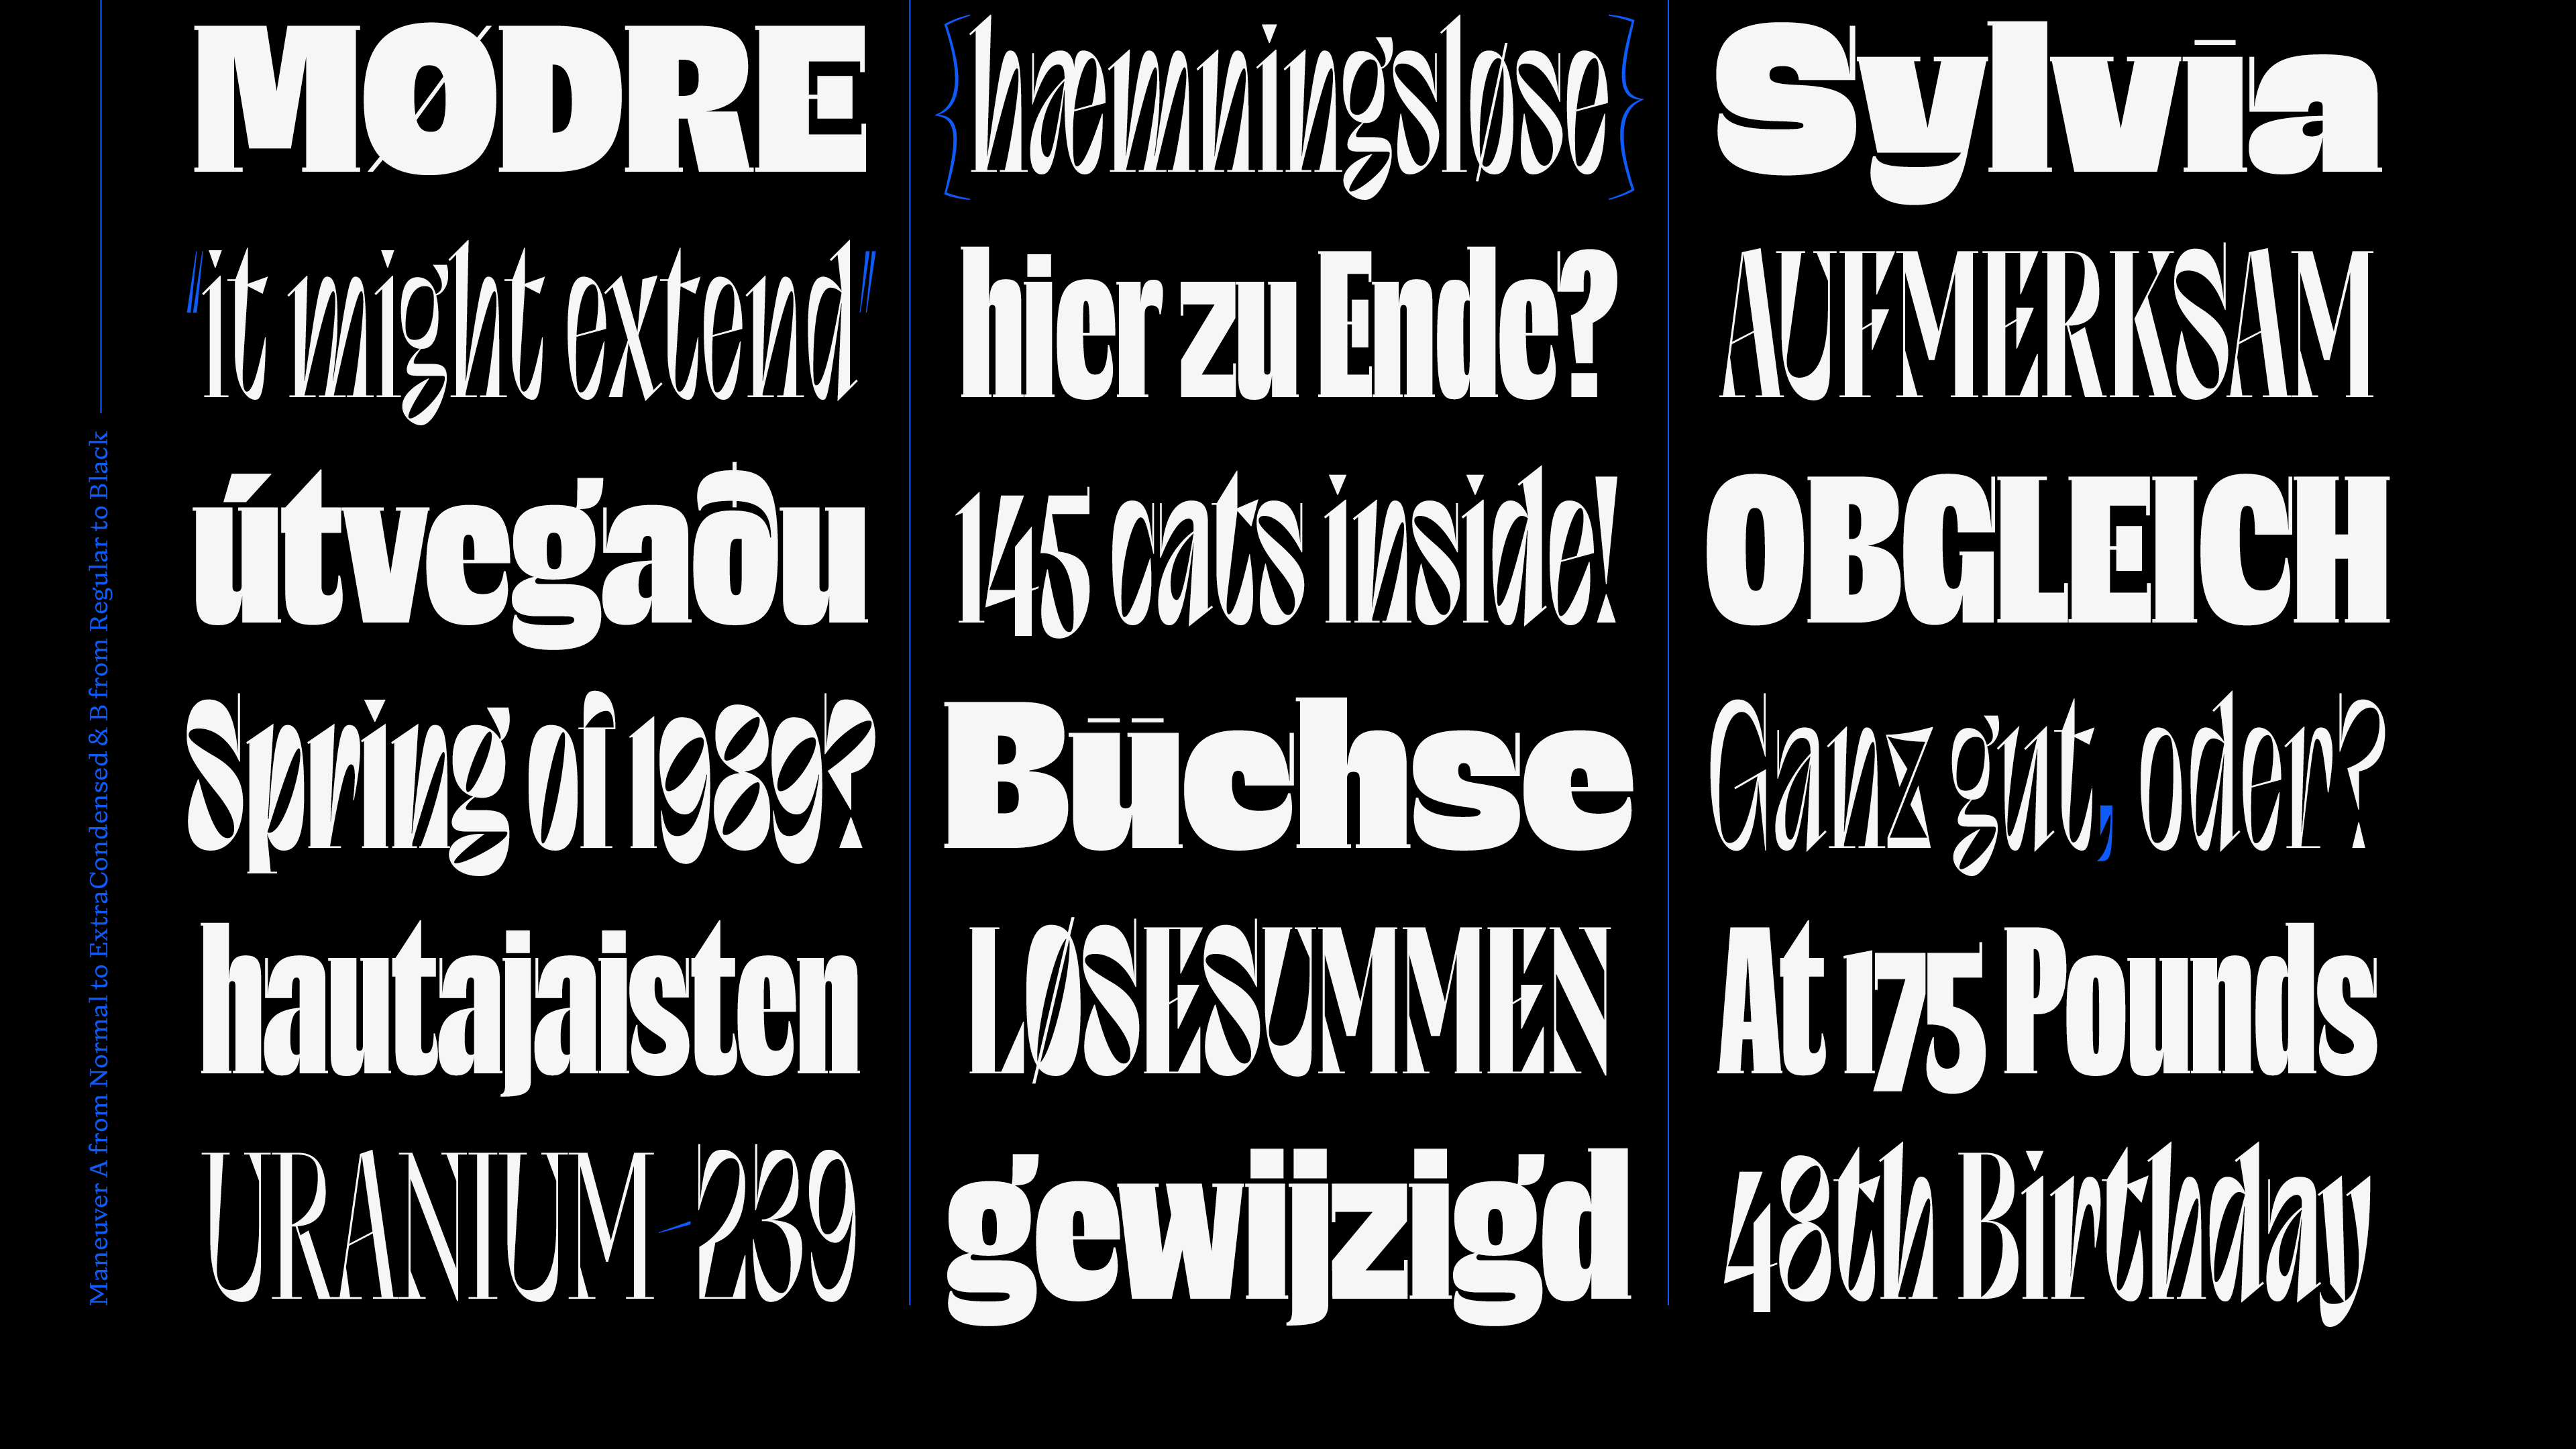 Maneuver A from Normal to ExtraCondensed & B from Regular to Black
MØDRE
"it might extend"
útvegaðu
Spring of 1989?
hautajaisten
URANIUM-239
{hæmningsløse}
hier zu Ende?
145 cats inside!
Büchse
LØSESUMMEN
gewijzigd
Sylvia
AUFMERKSAM
OBGLEICH
Ganz gut, oder?
At 175 Pounds
48th Birthday